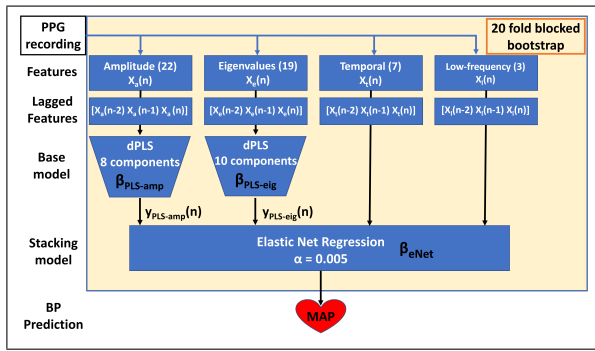 PPG recording
20 fold blocked bootstrap
Features
Amplitude (22)
Xa(n)
Eigenvalues (19)
Xe(n)
Temporal (7)
Xt(n)
Low-frequency (3)
Xl(n)
Lagged Features
[Xa(n-2) Xa(n-1) Xa(n)]
[Xe(n-2) Xe(n-1) Xe(n)]
[Xt(n-2) Xt(n-1) Xt(n)]
[Xl(n-2) Xl(n-1) Xl(n)]
Base model
dPLS
8 components
βPLS-amp
dPLS
10 components
βPLS-eig
yPLS-amp(n)
yPLS-eig(n)
Stacking model
Elastic Net Regression
α = 0.005
βeNet
BP Prediction
MAP